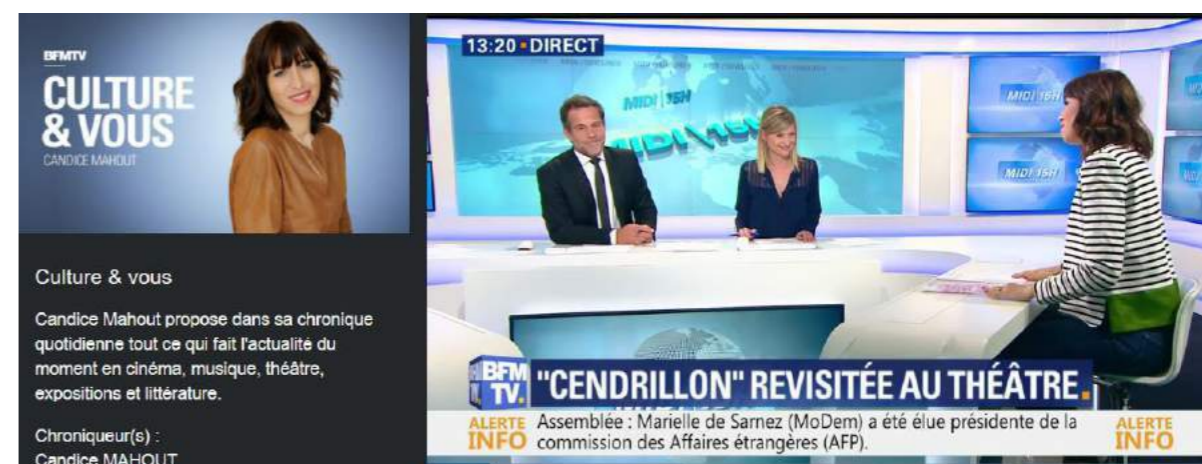 BFMTV
CULTURE
& VOUS
CANDICE MAHOUT
Culture & vous
Candice Mahout propose dans sa chronique
quotidienne tout ce qui fait l'actualité du
moment en cinéma, musique, théâtre,
expositions et littérature.
Chroniqueur(s) :
Candice MAHOUT
13:20 DIRECT
MIDI|15H
MIDI|15H
MIDI|15H
MIDI|15H
BFM
TV.
"CENDRILLON" REVISITÉE AU THÉÂTRE
ALERTE
INFO
Assemblée : Marielle de Sarnez (MoDem) a été élue présidente de la
commission des Affaires étrangères (AFP).
ALERTE
INFO